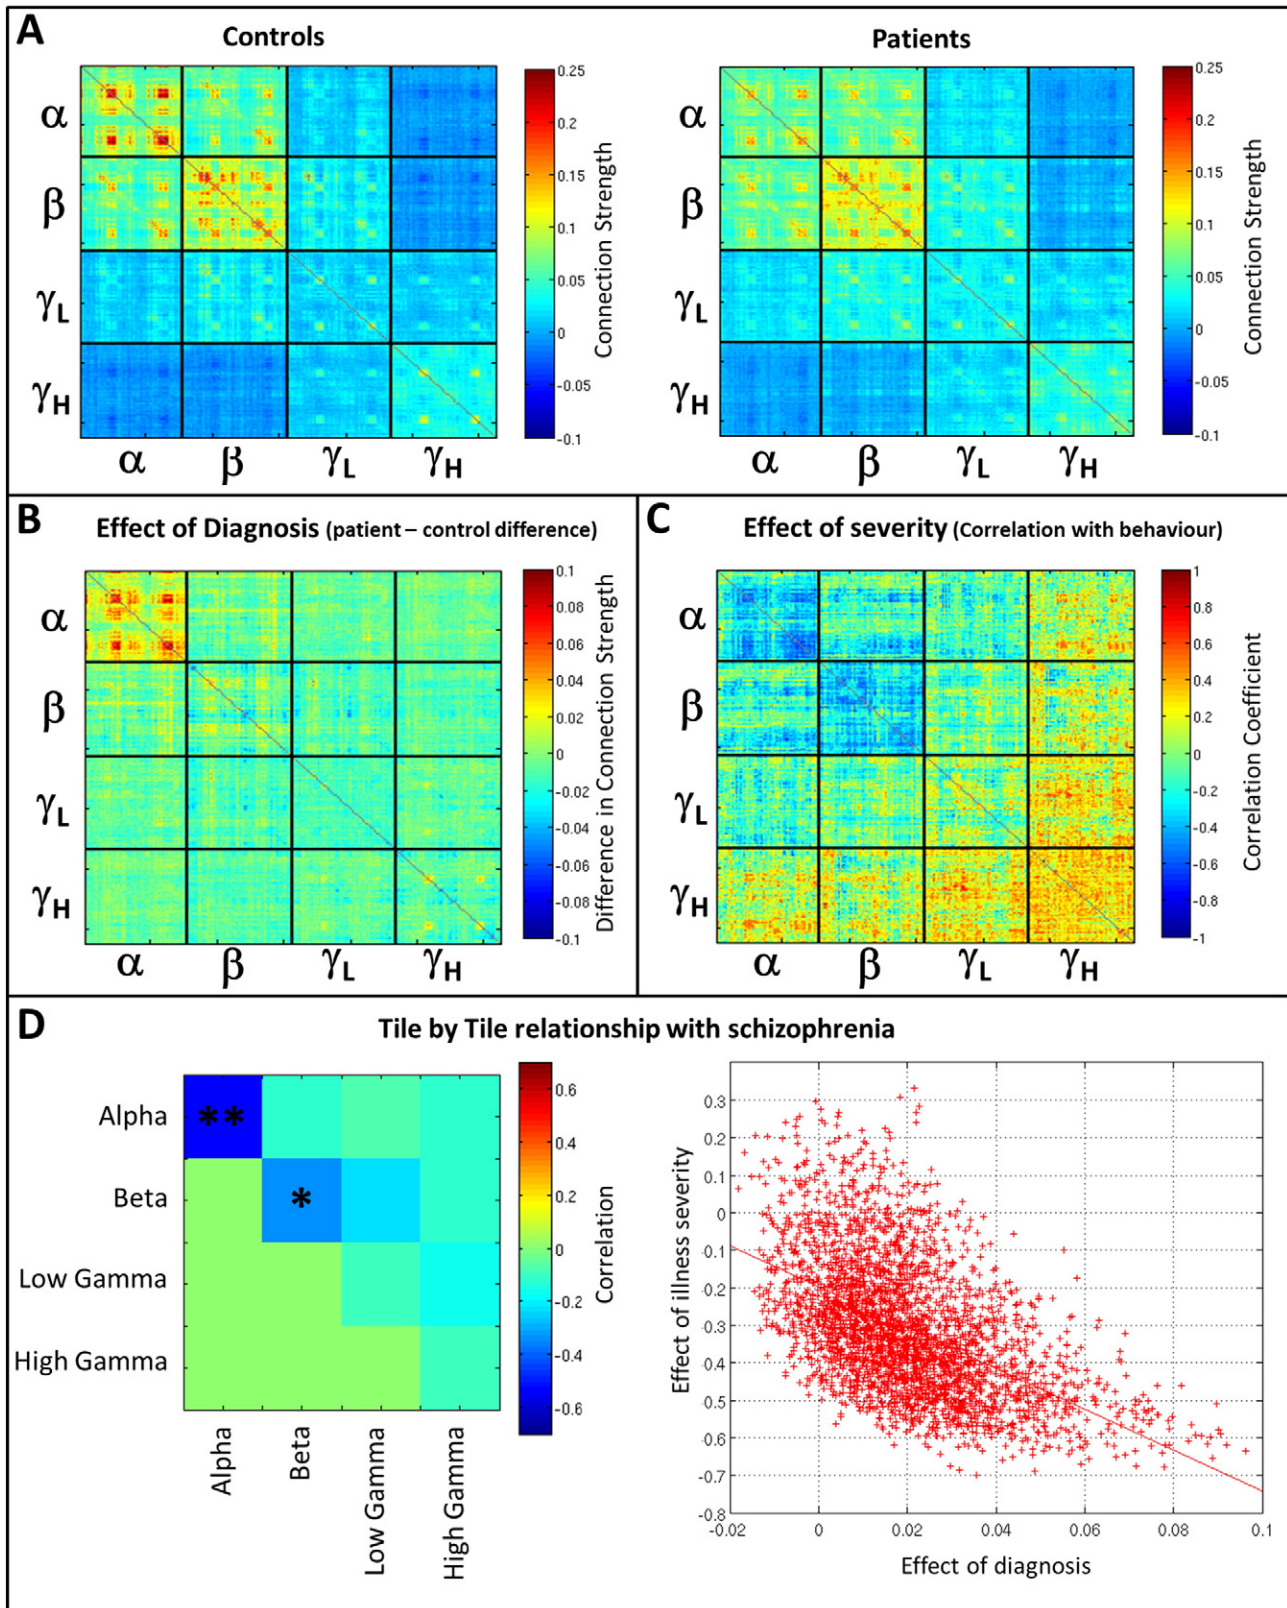 A
Controls
Patients
α
β
γL
γH
α
β
γL
γH
0.25
0.2
0.15
0.1
0.05
0
-0.05
-0.1
Connection Strength
α
β
γL
γH
α
β
γL
γH
0.25
0.2
0.15
0.1
0.05
0
-0.05
-0.1
Connection Strength
B
Effect of Diagnosis (patient – control difference)
α
β
γL
γH
α
β
γL
γH
0.1
0.08
0.06
0.04
0.02
0
-0.02
-0.04
-0.06
-0.08
-0.1
Difference in Connection Strength
C
Effect of severity (Correlation with behaviour)
α
β
γL
γH
α
β
γL
γH
1
0.8
0.6
0.4
0.2
0
-0.2
-0.4
-0.6
-0.8
-1
Correlation Coefficient
D
Tile by Tile relationship with schizophrenia
Alpha
Beta
Low Gamma
High Gamma
**
*
Alpha
Beta
Low Gamma
High Gamma
0.6
0.4
0.2
0
-0.2
-0.4
-0.6
Correlation
Effect of illness severity
0.3
0.2
0.1
0
-0.1
-0.2
-0.3
-0.4
-0.5
-0.6
-0.7
-0.8
-0.02
0
0.02
0.04
0.06
0.08
0.1
Effect of diagnosis